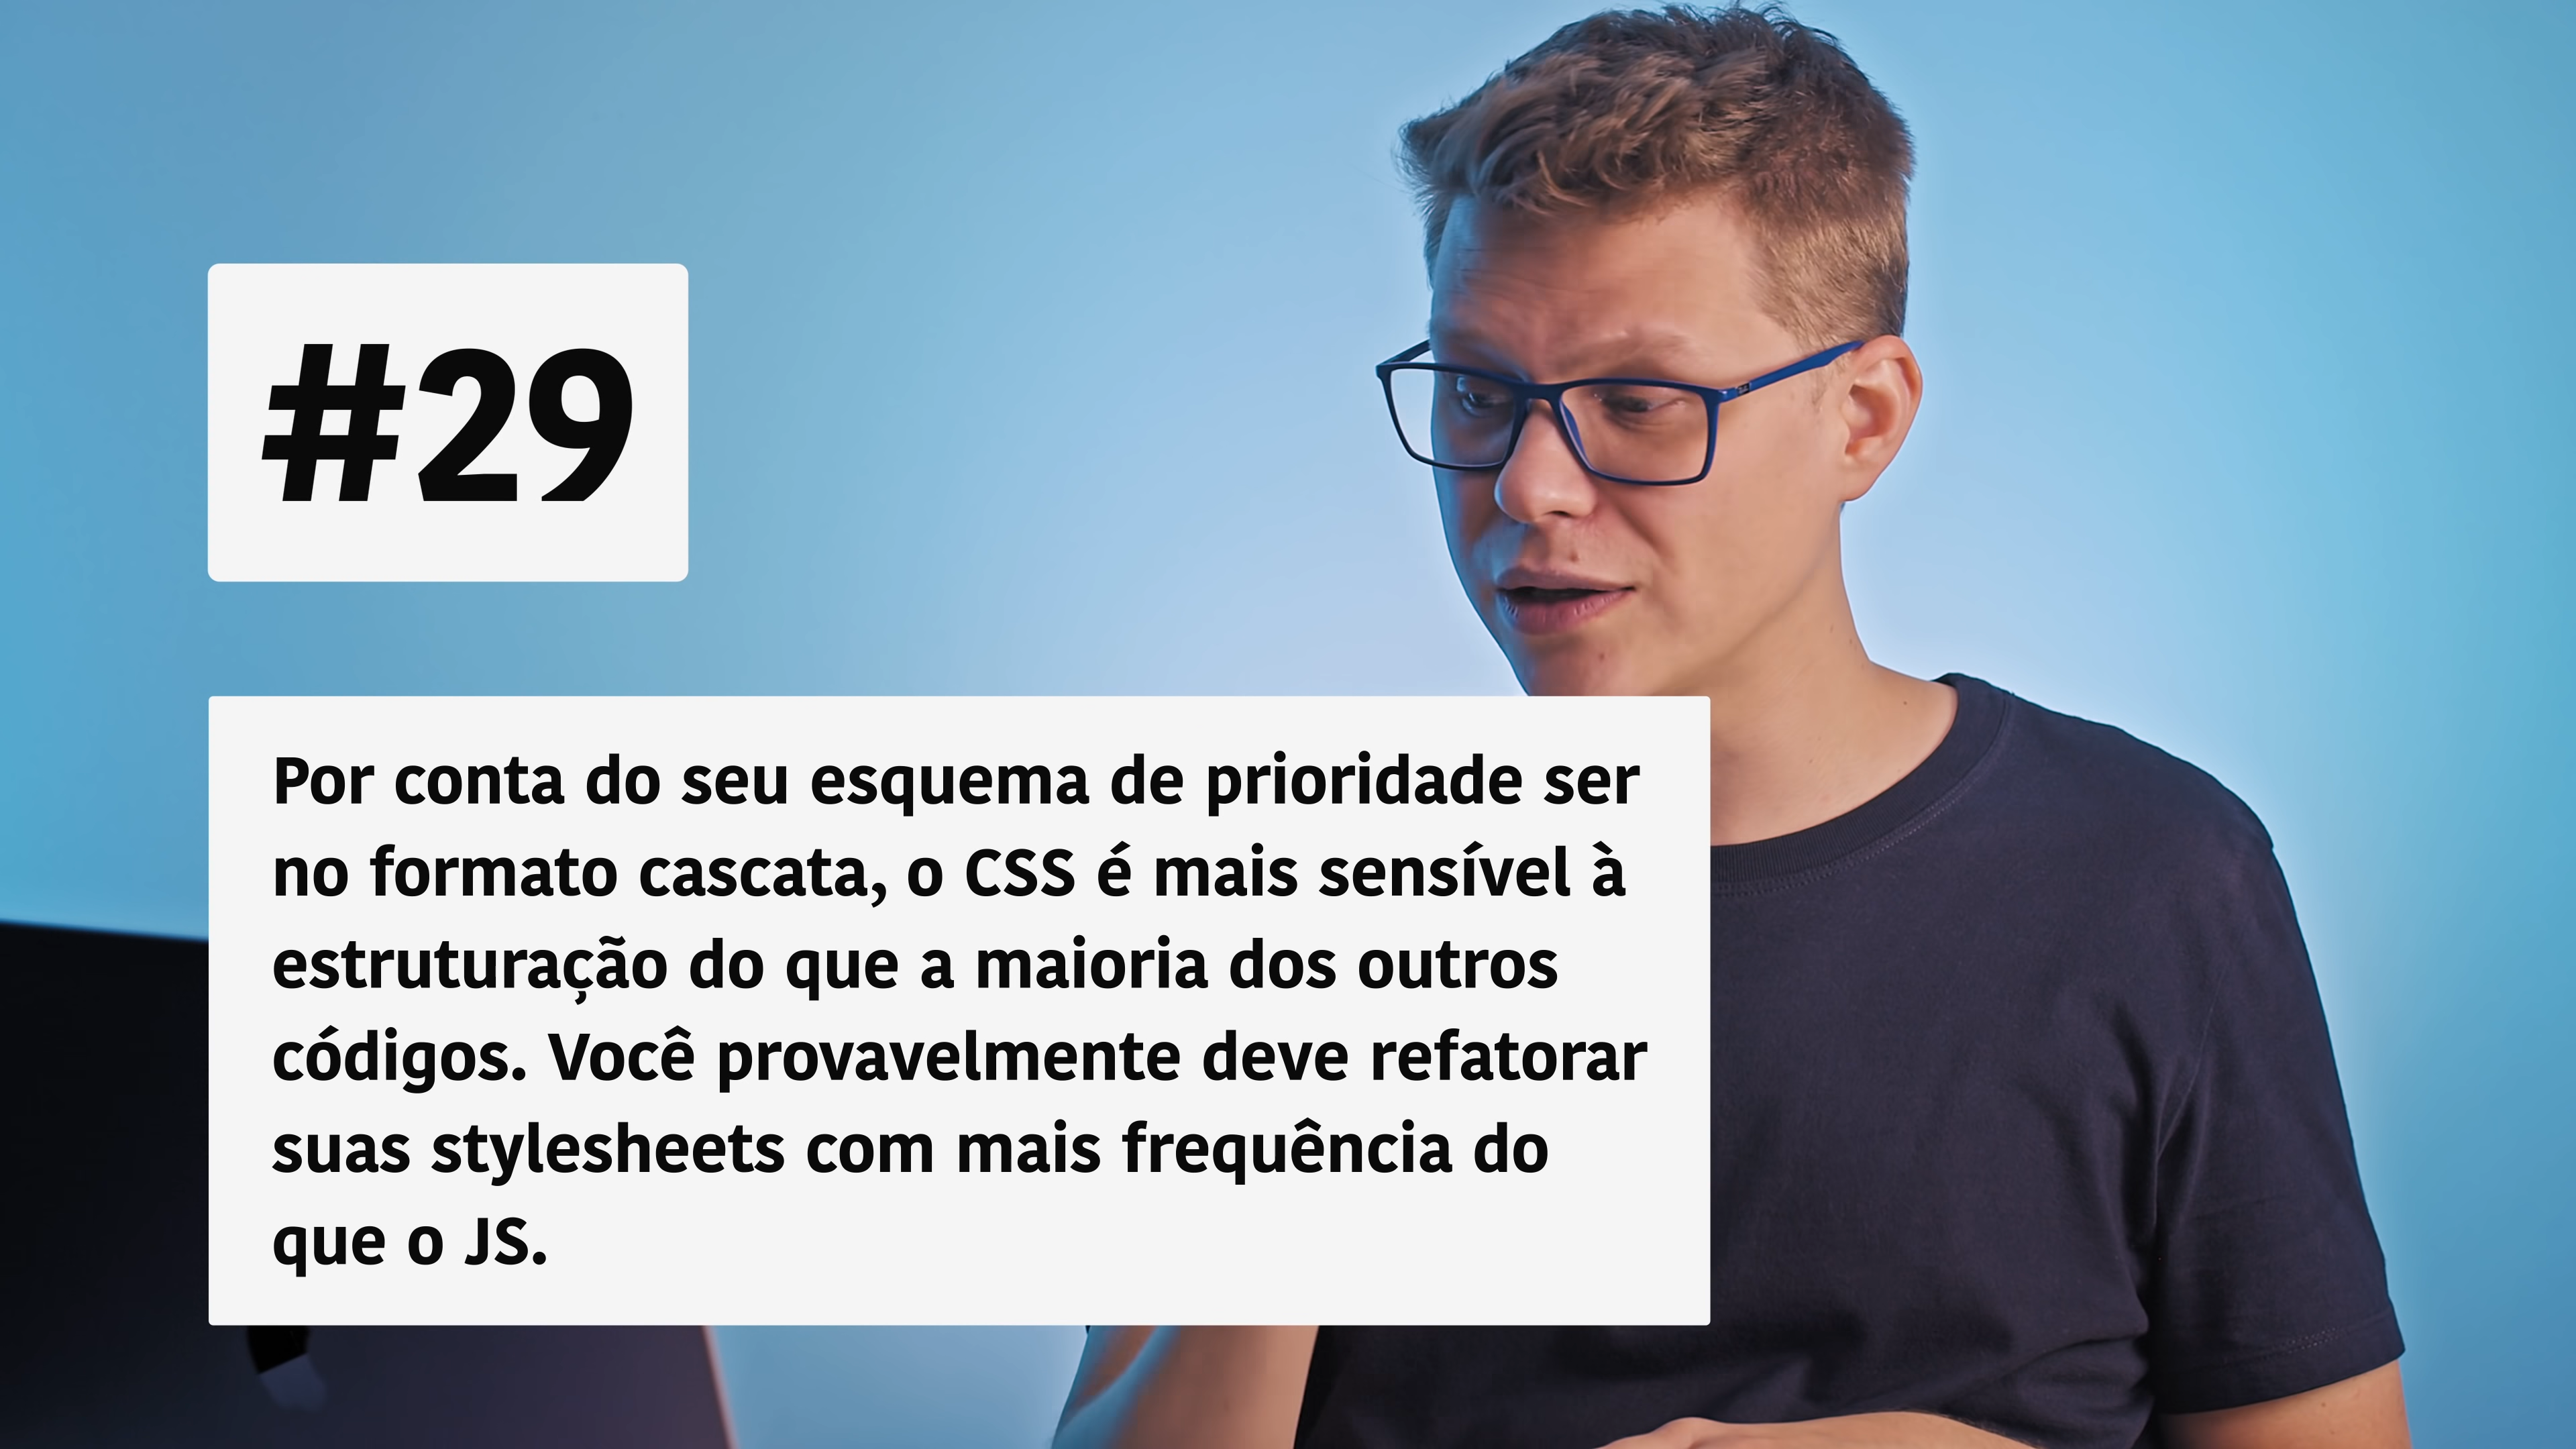 #29
Por conta do seu esquema de prioridade ser
no formato cascata, o CSS é mais sensível à
estruturação do que a maioria dos outros
códigos. Você provavelmente deve refatorar
suas stylesheets com mais frequência do
que o JS.